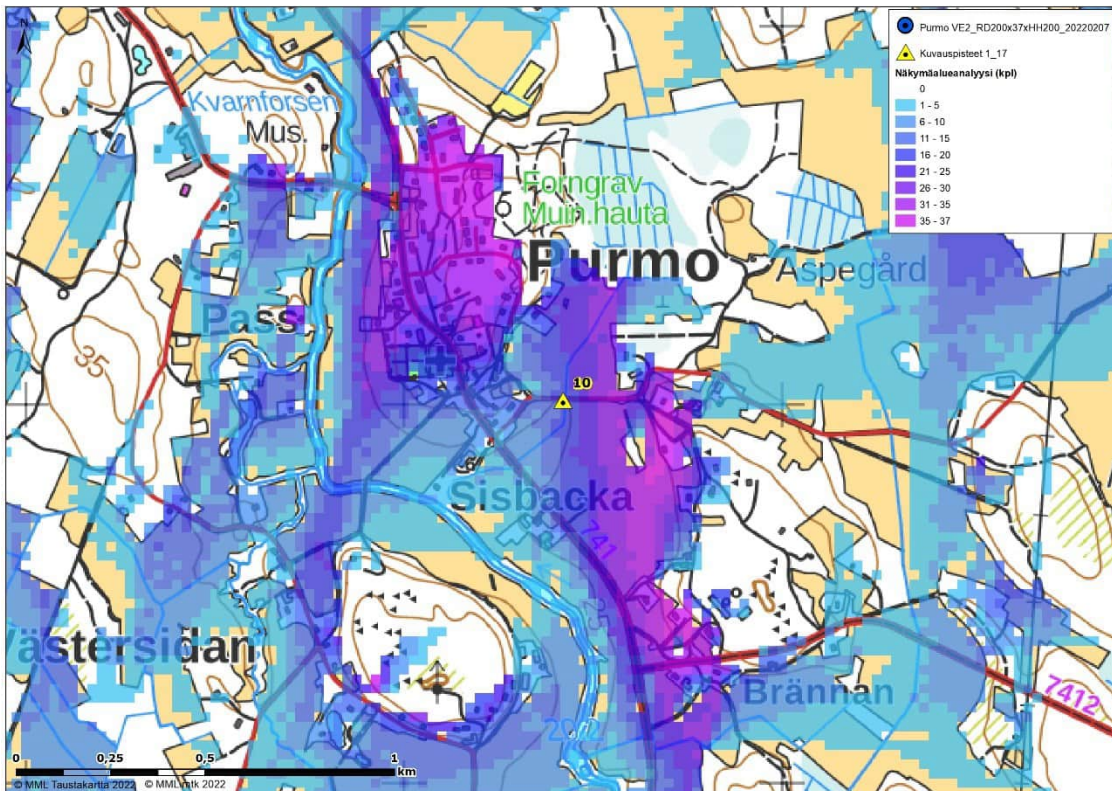 N
Purmo VE2_RD200x37xHH200_20220207
Kuvauspisteet 1_17
Näkymäalueanalyysi (kpl)
0
1 - 5
6 - 10
11 - 15
16 - 20
21 - 25
26 - 30
31 - 35
35 - 37
Kvarnforsen
Mus.
Forngrav
Muin.hauta
Purmo
Aspegård
Pass
35
10
Sisbacka
741
Västersidan
Brännan
7412
0 0,25 0,5 1
km
© MML Taustakartta 2022 © MML mtk 2022